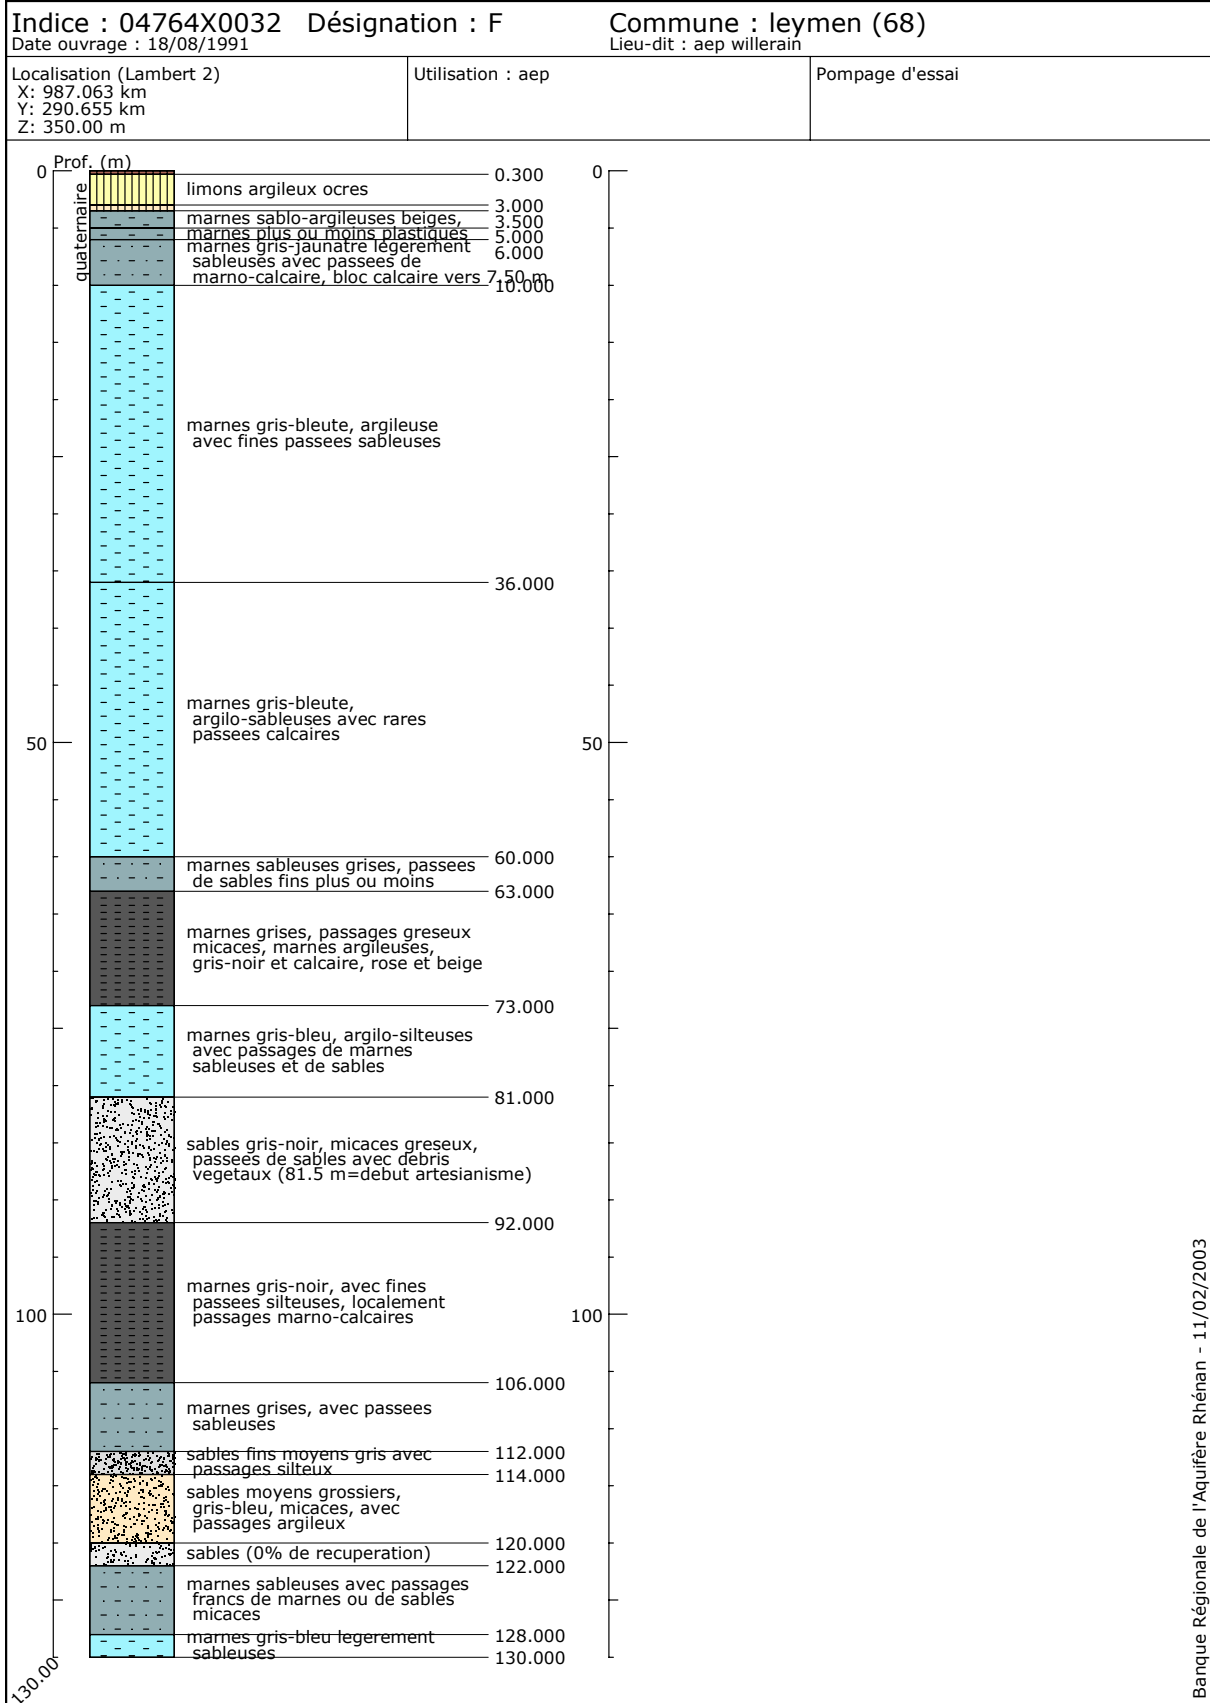 Indice : 04764X0032 Désignation : F Commune : leymen (68)
Date ouvrage : 18/08/1991 Lieu-dit : aep willerain
Localisation (Lambert 2)
X: 987.063 km
Y: 290.655 km
Z: 350.00 m
Utilisation : aep
Pompage d'essai
Prof. (m)
0
quaternaire
0.300
0
limons argileux ocres
3.000
marnes sablo-argileuses beiges,
3.500
marnes plus ou moins plastiques
5.000
marnes gris-jaunatre legerement
6.000
sableuses avec passees de
marno-calcaire, bloc calcaire vers 7.50 m
10.000
marnes gris-bleute, argileuse
avec fines passees sableuses
36.000
marnes gris-bleute,
argilo-sableuses avec rares
passees calcaires
50
50
60.000
marnes sableuses grises, passees
de sables fins plus ou moins
63.000
marnes grises, passages greseux
micaces, marnes argileuses,
gris-noir et calcaire, rose et beige
73.000
marnes gris-bleu, argilo-silteuses
avec passages de marnes
sableuses et de sables
81.000
sables gris-noir, micaces greseux,
passees de sables avec debris
vegetaux (81.5 m=debut artesianisme)
92.000
marnes gris-noir, avec fines
passees silteuses, localement
passages marno-calcaires
100
100
106.000
marnes grises, avec passees
sableuses
112.000
sables fins moyens gris avec
passages silteux
114.000
sables moyens grossiers,
gris-bleu, micaces, avec
passages argileux
120.000
sables (0% de recuperation)
122.000
marnes sableuses avec passages
francs de marnes ou de sables
micaces
128.000
marnes gris-bleu legerement
sableuses
130.000
130.00
Banque Régionale de l'Aquifère Rhénan - 11/02/2003